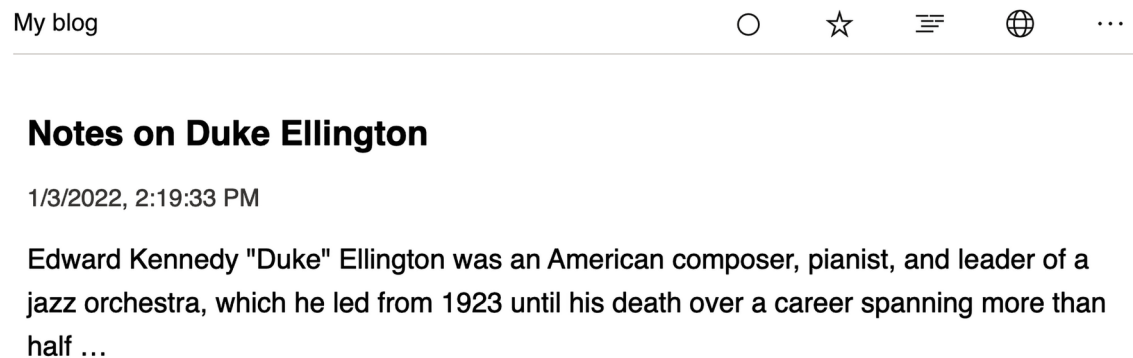 My blog
Notes on Duke Ellington
1/3/2022, 2:19:33 PM
Edward Kennedy "Duke" Ellington was an American composer, pianist, and leader of a
jazz orchestra, which he led from 1923 until his death over a career spanning more than
half …